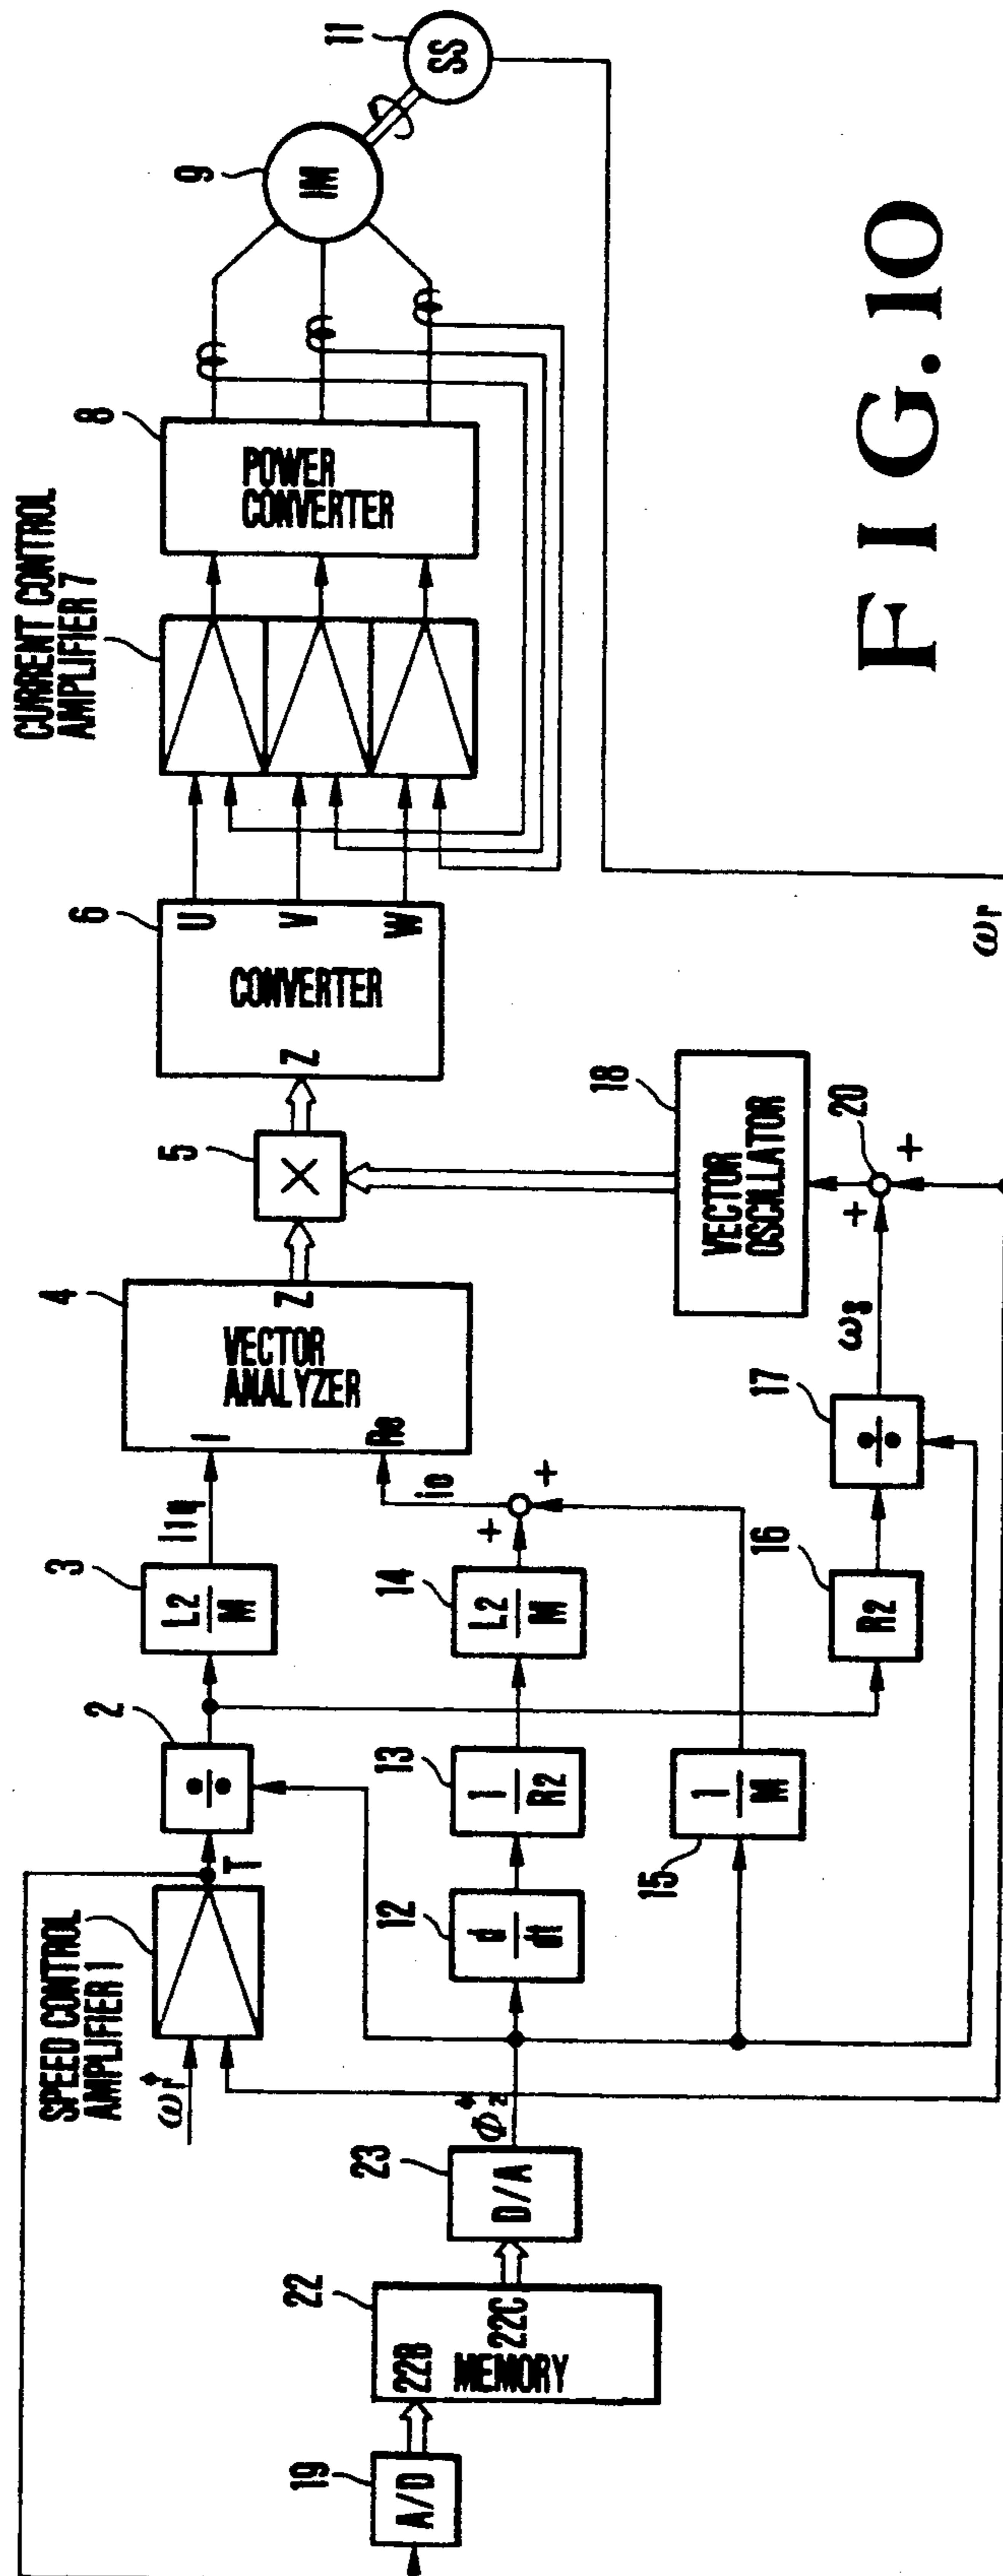 SPEED CONTROL
AMPLIFIER 1
ωr*
T
2
÷
3
L2
M
I1q
4
VECTOR
ANALYZER
I
Re
Z
5
×
6
Z
CONVERTER
U
V
W
CURRENT CONTROL
AMPLIFIER 7
8
POWER
CONVERTER
9
IM
11
SS
19
A/D
22
22B
22C
MEMORY
23
D/A
Φ2*
12
d
dt
13
1
R2
14
L2
M
+
+
io
15
1
M
16
R2
17
÷
ωs
18
VECTOR
OSCILLATOR
20
+
+
ωr
FIG.10